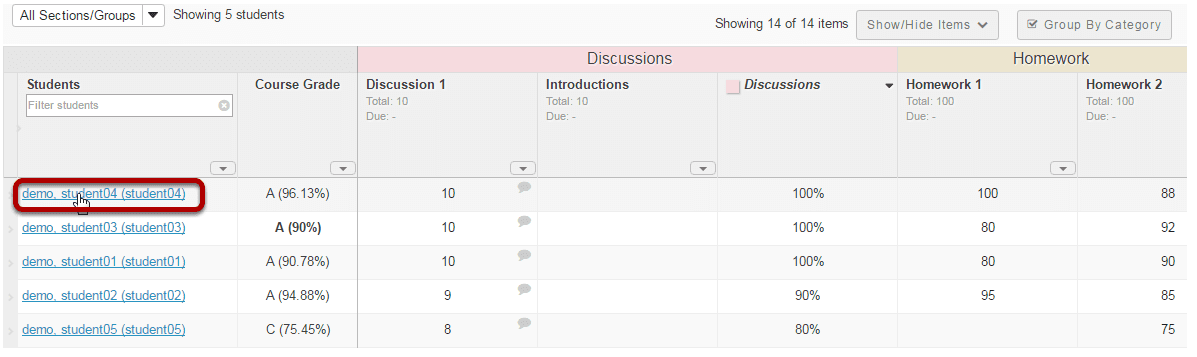 All Sections/Groups Showing 5 students
Showing 14 of 14 items Show/Hide Items Group By Category
Discussions Homework
Students Course Grade Discussion 1 Introductions Discussions Homework 1 Homework 2
Filter students Total: 10 Total: 10 Total: 100 Total: 100
Due: - Due: - Due: - Due: -
demo, student04 (student04) A (96.13%) 10 100% 100 88
demo, student03 (student03) A (90%) 10 100% 80 92
demo, student01 (student01) A (90.78%) 10 100% 80 90
demo, student02 (student02) A (94.88%) 9 90% 95 85
demo, student05 (student05) C (75.45%) 8 80% 75